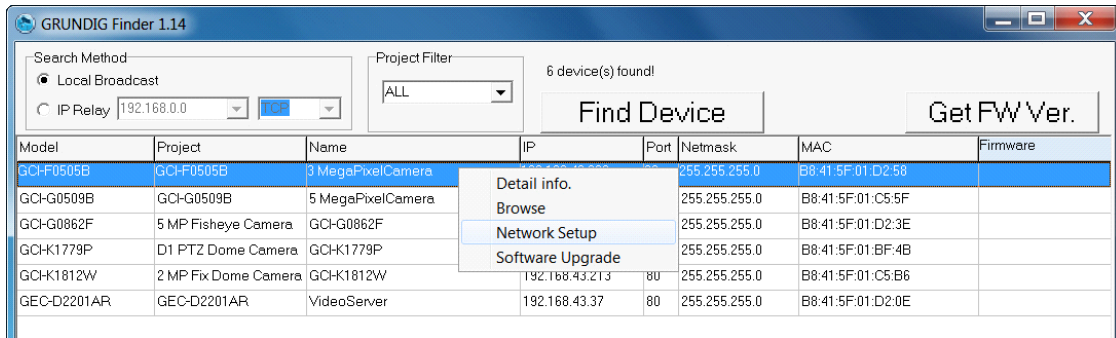 GRUNDIG Finder 1.14
Search Method
Local Broadcast
IP Relay 192.168.0.0 TCP
Project Filter
ALL
6 device(s) found!
Find Device
Get FW Ver.
Model Project Name IP Port Netmask MAC Firmware
GCI-F0505B GCI-F0505B 3 MegaPixelCamera 255.255.255.0 B8:41:5F:01:D2:58
GCI-G0509B GCI-G0509B 5 MegaPixelCamera 255.255.255.0 B8:41:5F:01:C5:5F
GCI-G0862F 5 MP Fisheye Camera GCI-G0862F 255.255.255.0 B8:41:5F:01:D2:3E
GCI-K1779P D1 PTZ Dome Camera GCI-K1779P 255.255.255.0 B8:41:5F:01:BF:4B
GCI-K1812W 2 MP Fix Dome Camera GCI-K1812W 192.168.43.213 80 255.255.255.0 B8:41:5F:01:C5:B6
GEC-D2201AR GEC-D2201AR VideoServer 192.168.43.37 80 255.255.255.0 B8:41:5F:01:D2:0E
Detail info.
Browse
Network Setup
Software Upgrade